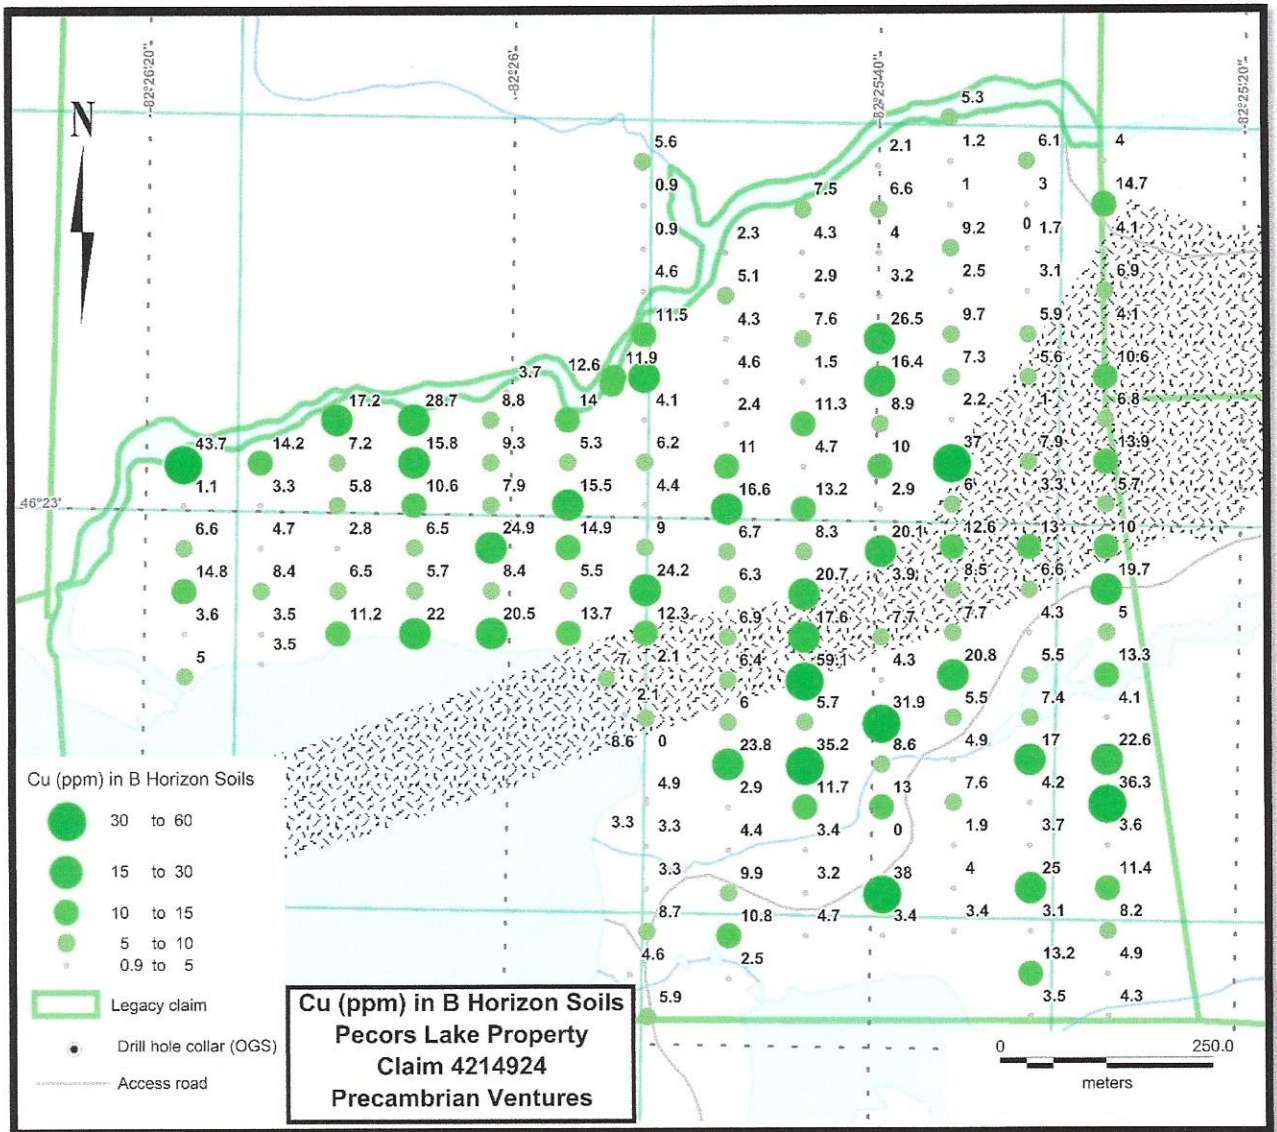 82°26'20"
82°26'
82°25'40"
82°25'20"
N
5.3
5.6 2.1 1.2 6.1 4
0.9 7.5 6.6 1 3 14.7
0.9 2.3 4.3 4 9.2 0 1.7 4.1
4.6 5.1 2.9 3.2 2.5 3.1 6.9
11.5 4.3 7.6 26.5 9.7 5.9 4.1
3.7 12.6 11.9 4.6 1.5 16.4 7.3 5.6 10.6
17.2 28.7 8.8 14 4.1 2.4 11.3 8.9 2.2 1 6.8
43.7 14.2 7.2 15.8 9.3 5.3 6.2 11 4.7 10 37 7.9 13.9
1.1 3.3 5.8 10.6 7.9 15.5 4.4 16.6 13.2 2.9 6 3.3 5.7
46°23'
6.6 4.7 2.8 6.5 24.9 14.9 9 6.7 8.3 20.1 12.6 13 10
14.8 8.4 6.5 5.7 8.4 5.5 24.2 6.3 20.7 3.9 8.5 6.6 19.7
3.6 3.5 11.2 22 20.5 13.7 12.3 6.9 17.6 7.7 7.7 4.3 5
5 3.5 7 2.1 6.4 59.1 4.3 20.8 5.5 13.3
2.1 6 5.7 31.9 5.5 7.4 4.1
8.6 0 23.8 35.2 8.6 4.9 17 22.6
4.9 2.9 11.7 13 7.6 4.2 36.3
3.3 3.3 4.4 3.4 0 1.9 3.7 3.6
3.3 9.9 3.2 38 4 25 11.4
8.7 10.8 4.7 3.4 3.4 3.1 8.2
4.6 2.5 13.2 4.9
5.9 3.5 4.3
Cu (ppm) in B Horizon Soils
30 to 60
15 to 30
10 to 15
5 to 10
0.9 to 5
Legacy claim
Drill hole collar (OGS)
Access road
Cu (ppm) in B Horizon Soils
Pecors Lake Property
Claim 4214924
Precambrian Ventures
0 250.0
meters